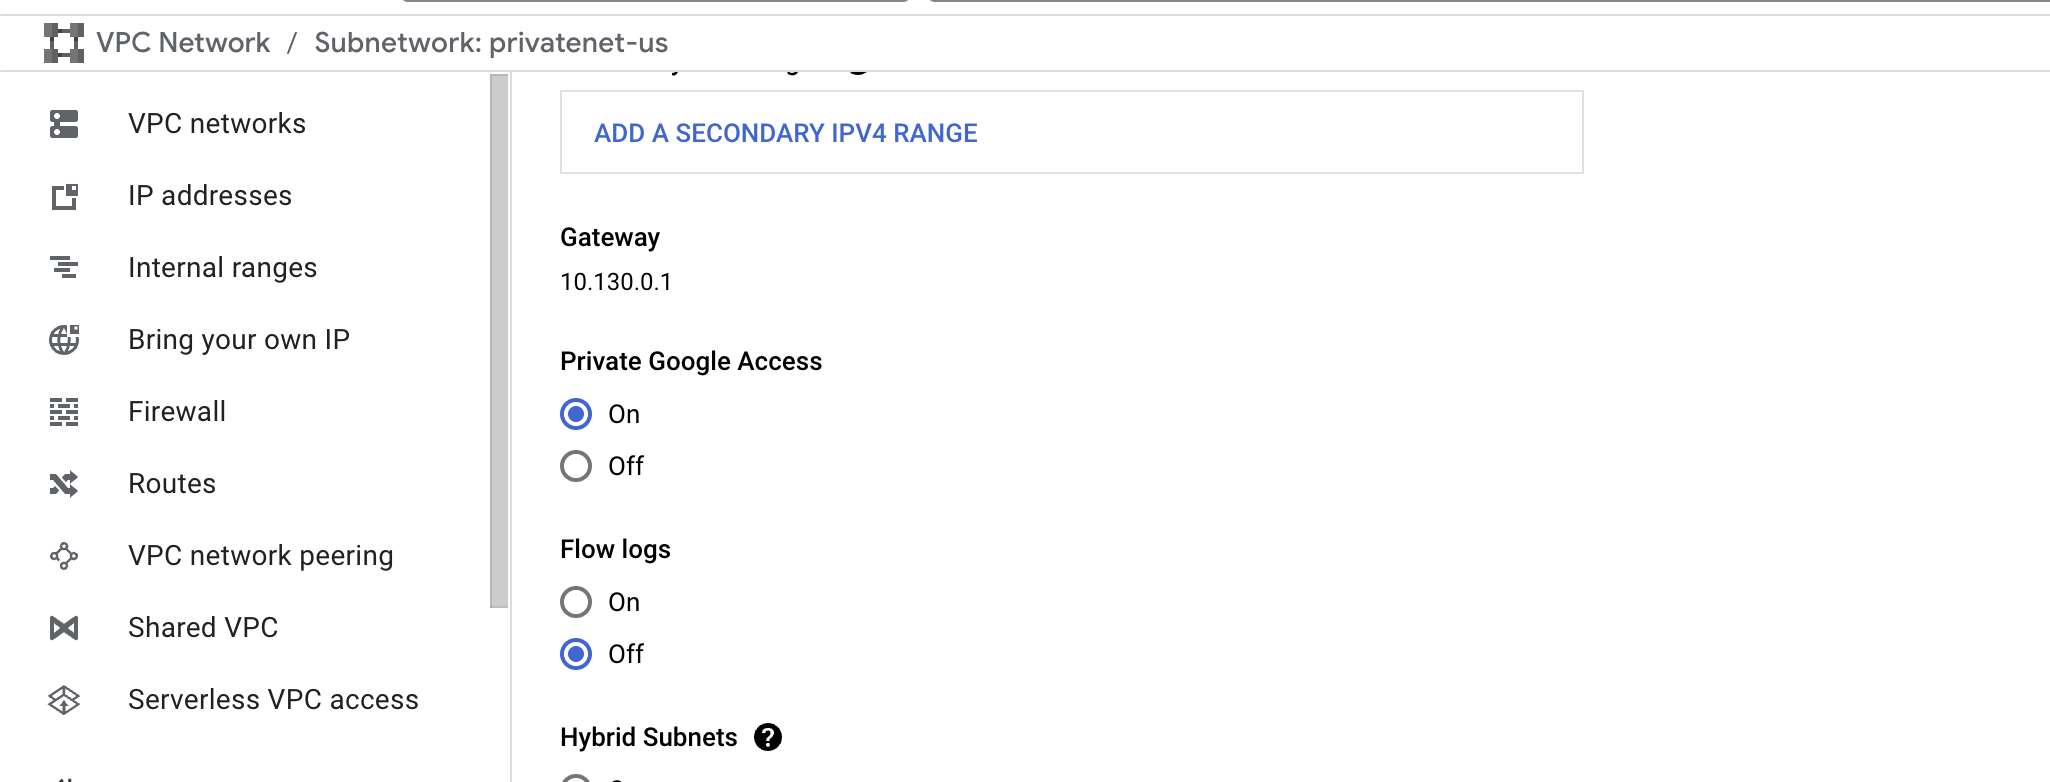 VPC Network / Subnetwork: privatenet-us
VPC networks
IP addresses
Internal ranges
Bring your own IP
Firewall
Routes
VPC network peering
Shared VPC
Serverless VPC access
ADD A SECONDARY IPV4 RANGE
Gateway
10.130.0.1
Private Google Access
On
Off
Flow logs
On
Off
Hybrid Subnets ?